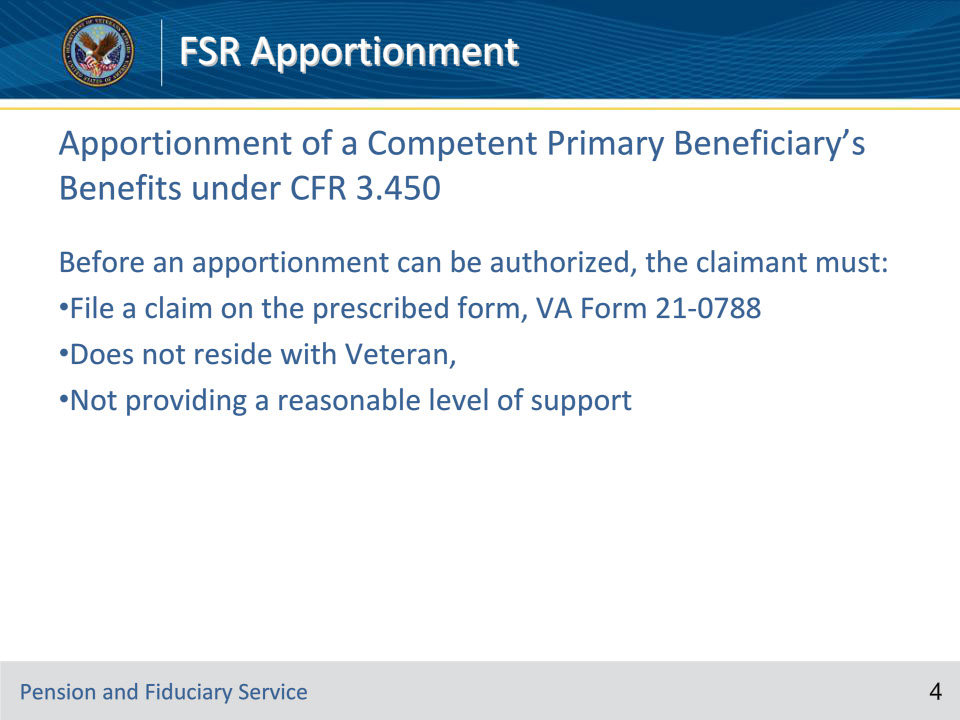 FSR Apportionment
Apportionment of a Competent Primary Beneficiary’s
Benefits under CFR 3.450
Before an apportionment can be authorized, the claimant must:
•File a claim on the prescribed form, VA Form 21-0788
•Does not reside with Veteran,
•Not providing a reasonable level of support
Pension and Fiduciary Service
4